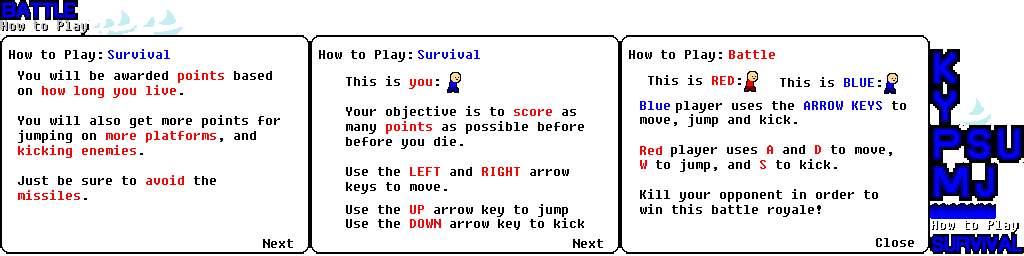 BATTLE
How to Play
How to Play: Survival
You will be awarded points based
on how long you live.
You will also get more points for
jumping on more platforms, and
kicking enemies.
Just be sure to avoid the
missiles.
Next
How to Play: Survival
This is you:
Your objective is to score as
many points as possible before
before you die.
Use the LEFT and RIGHT arrow
keys to move.
Use the UP arrow key to jump
Use the DOWN arrow key to kick
Next
How to Play: Battle
This is RED:
This is BLUE:
Blue player uses the ARROW KEYS to
move, jump and kick.
Red player uses A and D to move,
W to jump, and S to kick.
Kill your opponent in order to
win this battle royale!
Close
K
Y
PSU
MJ
How to Play
SURVIVAL